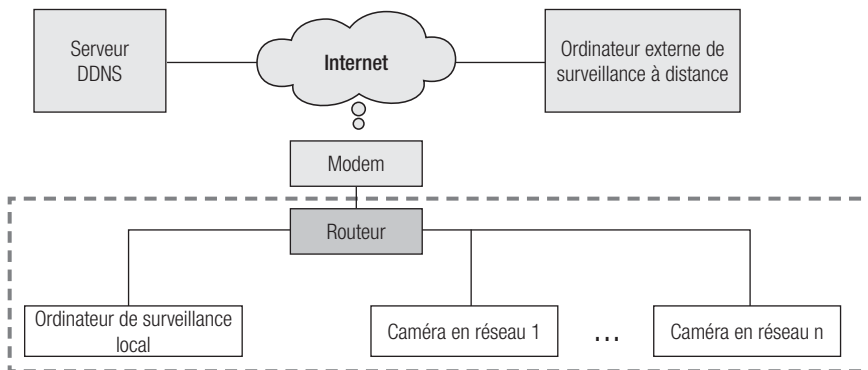 Serveur
DDNS
Internet
Ordinateur externe de
surveillance à distance
Modem
Routeur
Ordinateur de surveillance
local
Caméra en réseau 1
...
Caméra en réseau n